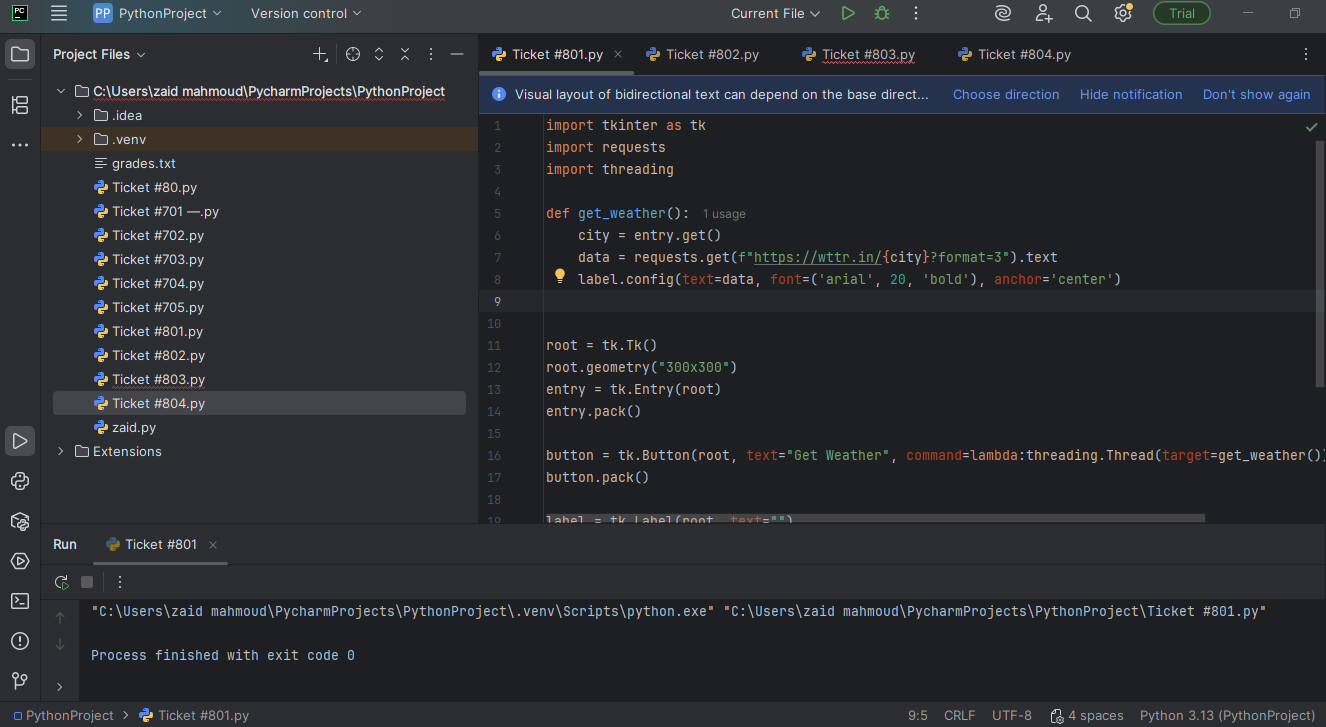 PC PP PythonProject Version control Current File Trial
Project Files
C:\Users\zaid mahmoud\PycharmProjects\PythonProject
.idea
.venv
grades.txt
Ticket #80.py
Ticket #701 —.py
Ticket #702.py
Ticket #703.py
Ticket #704.py
Ticket #705.py
Ticket #801.py
Ticket #802.py
Ticket #803.py
Ticket #804.py
zaid.py
Extensions
Ticket #801.py Ticket #802.py Ticket #803.py Ticket #804.py
Visual layout of bidirectional text can depend on the base direct... Choose direction Hide notification Don't show again
1 import tkinter as tk
2 import requests
3 import threading
4
5 def get_weather(): 1 usage
6 city = entry.get()
7 data = requests.get(f"https://wttr.in/{city}?format=3").text
8 label.config(text=data, font=('arial', 20, 'bold'), anchor='center')
9
10
11 root = tk.Tk()
12 root.geometry("300x300")
13 entry = tk.Entry(root)
14 entry.pack()
15
16 button = tk.Button(root, text="Get Weather", command=lambda:threading.Thread(target=get_weather())
17 button.pack()
18
19 label = tk.Label(root, text="")
Run Ticket #801
"C:\Users\zaid mahmoud\PycharmProjects\PythonProject\.venv\Scripts\python.exe" "C:\Users\zaid mahmoud\PycharmProjects\PythonProject\Ticket #801.py"
Process finished with exit code 0
PythonProject Ticket #801.py 9:5 CRLF UTF-8 4 spaces Python 3.13 (PythonProject)